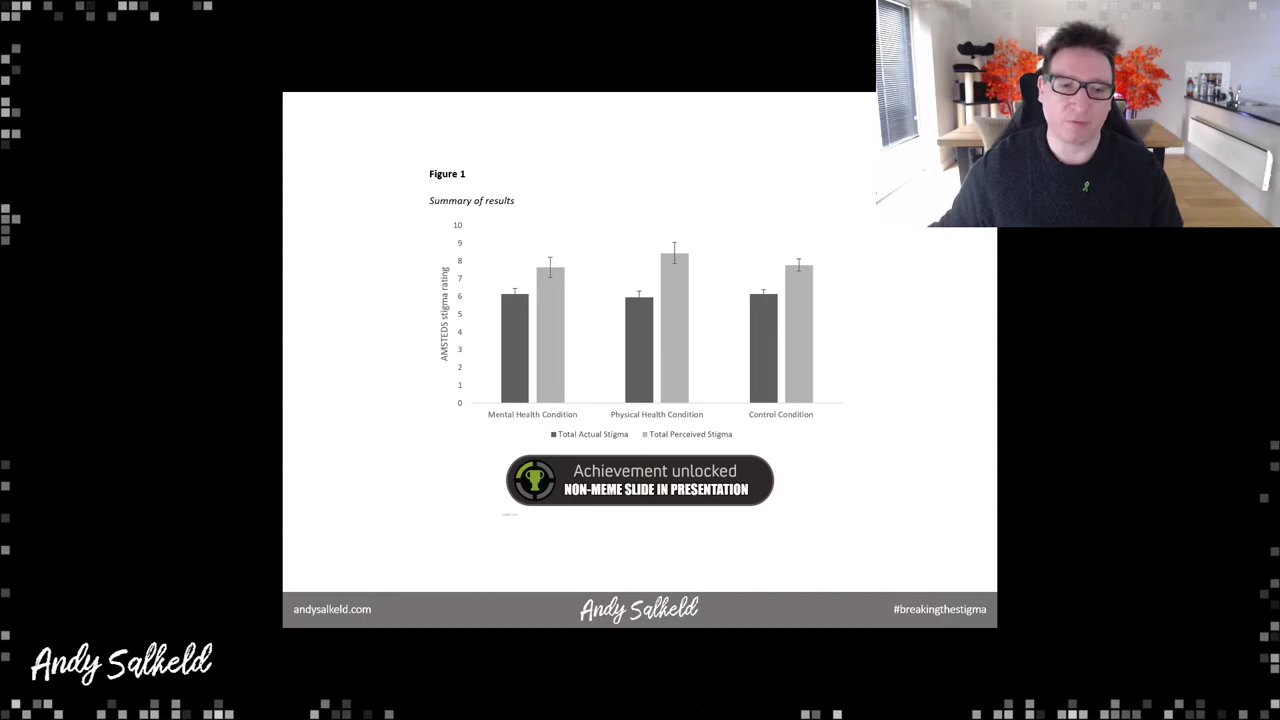 Figure 1
Summary of results
10
9
8
7
6
5
4
3
2
1
0
AMSTEDS stigma rating
Mental Health Condition
Physical Health Condition
Control Condition
Total Actual Stigma
Total Perceived Stigma
Achievement unlocked
NON-MEME SLIDE IN PRESENTATION
andysalkeld.com
Andy Salkeld
#breakingthestigma
Andy Salkeld